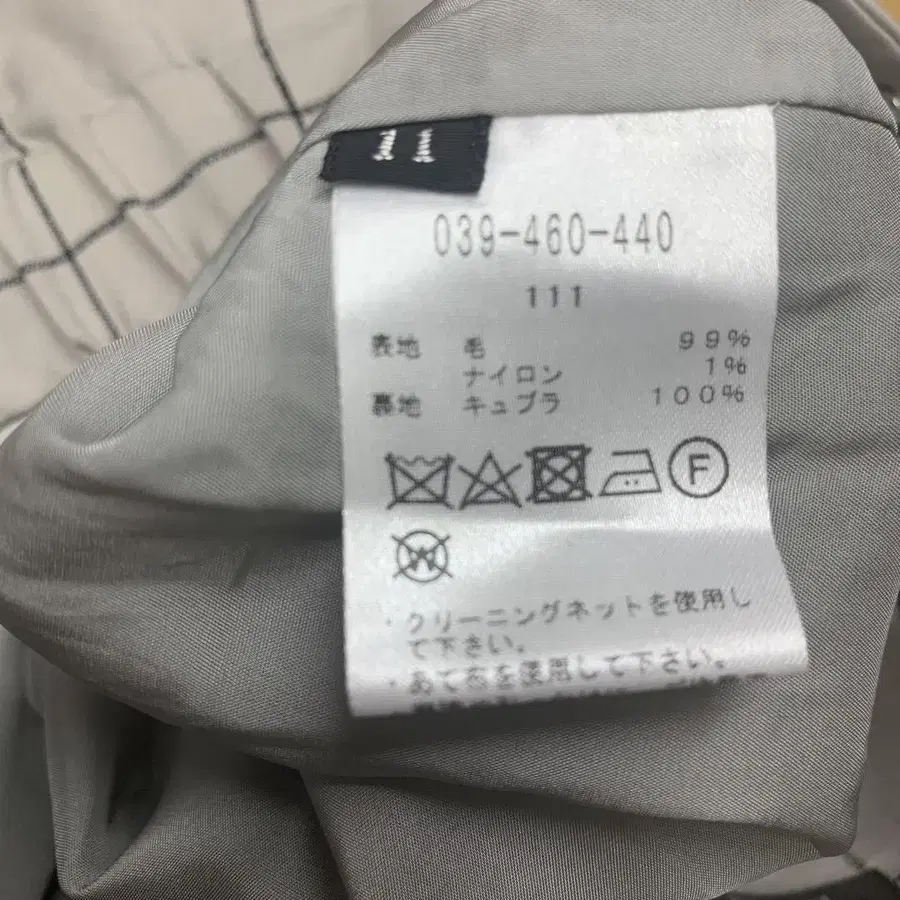 11
039-460-440
111
表地 毛 99%
ナイロン 1%
裏地 キュプラ 100%
F
W
・クリーニングネットを使用し
て下さい。
・あて布を使用して下さい。